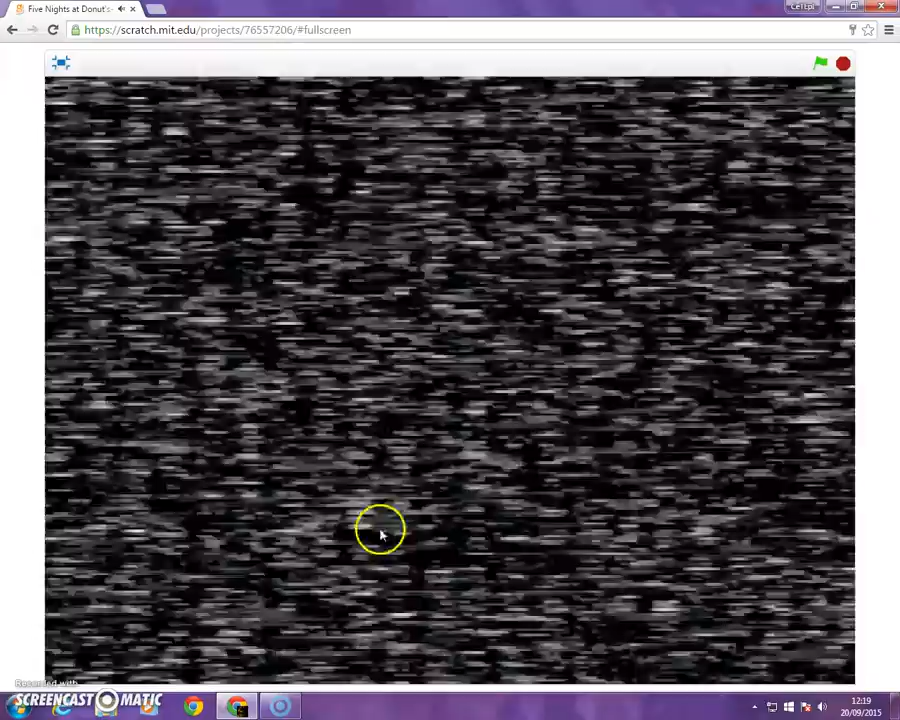 Five Nights at Donut's
CeTEpi
https://scratch.mit.edu/projects/76557206/#fullscreen
Recorded with
SCREENCAST MATIC
12:19
20/09/2015